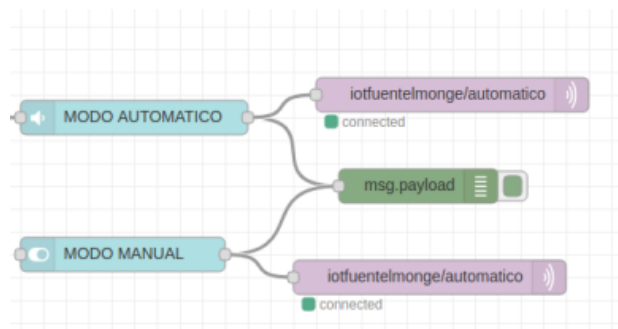 iotfuentelmonge/automatico
MODO AUTOMATICO
connected
msg.payload
MODO MANUAL
iotfuentelmonge/automatico
connected